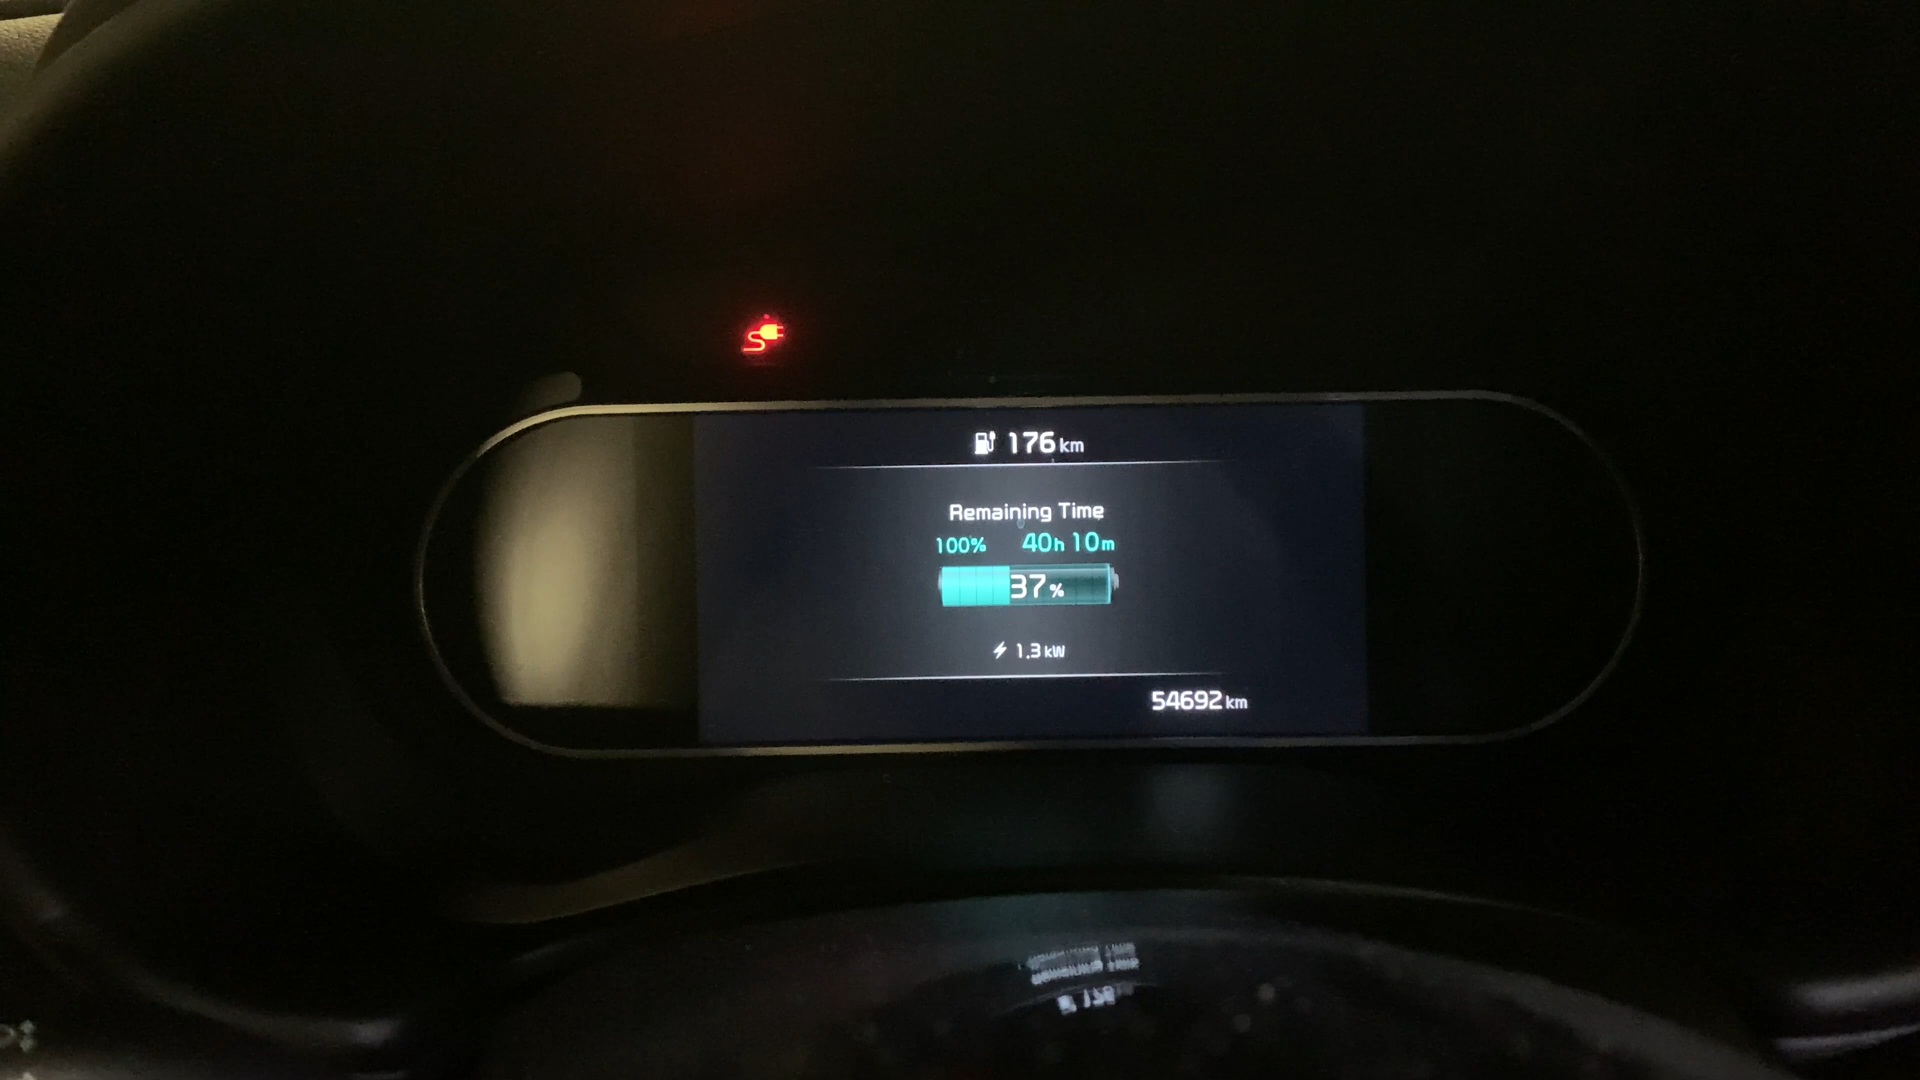 176 km
Remaining Time
100% 40h 10m
37 %
1.3 kW
54692 km